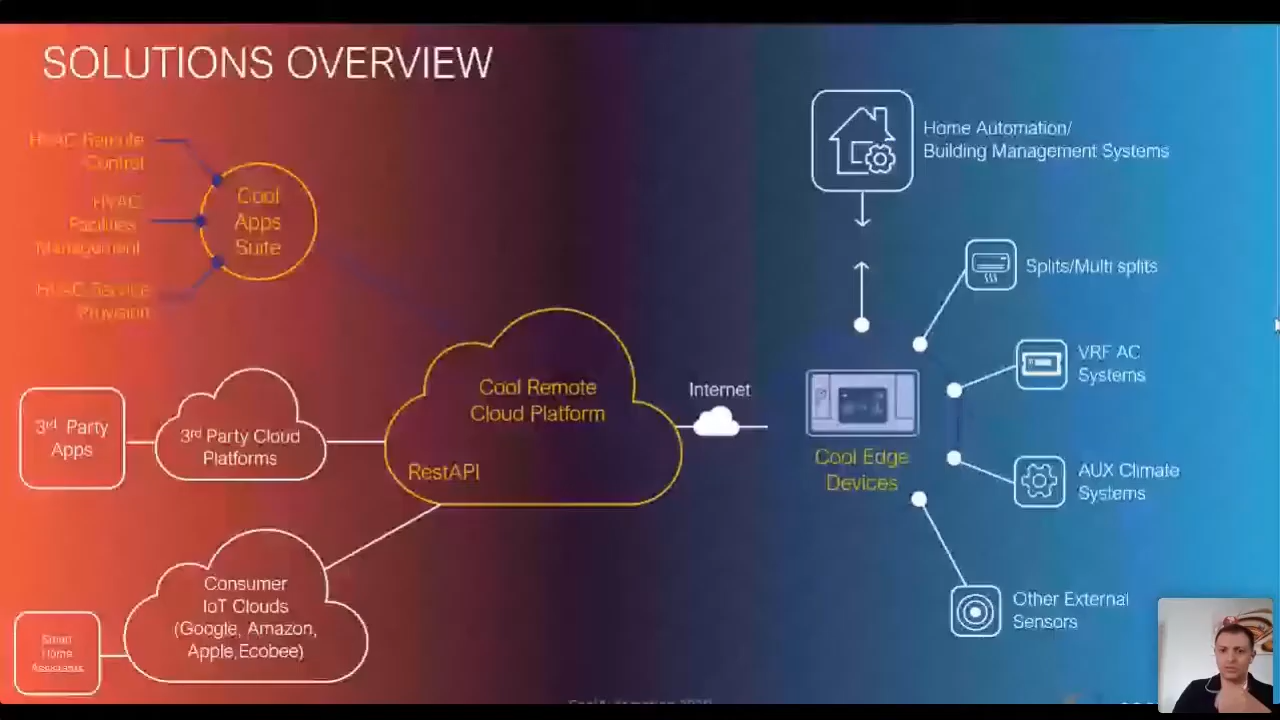 SOLUTIONS OVERVIEW
HVAC Remote
Control
HVAC
Facilities
Management
HVAC Service
Provision
Cool
Apps
Suite
Home Automation/
Building Management Systems
Splits/Multi splits
VRF AC
Systems
AUX Climate
Systems
Other External
Sensors
Cool Remote
Cloud Platform
RestAPI
Internet
Cool Edge
Devices
3rd Party
Apps
3rd Party Cloud
Platforms
Consumer
IoT Clouds
(Google, Amazon,
Apple,Ecobee)
Smart
Home